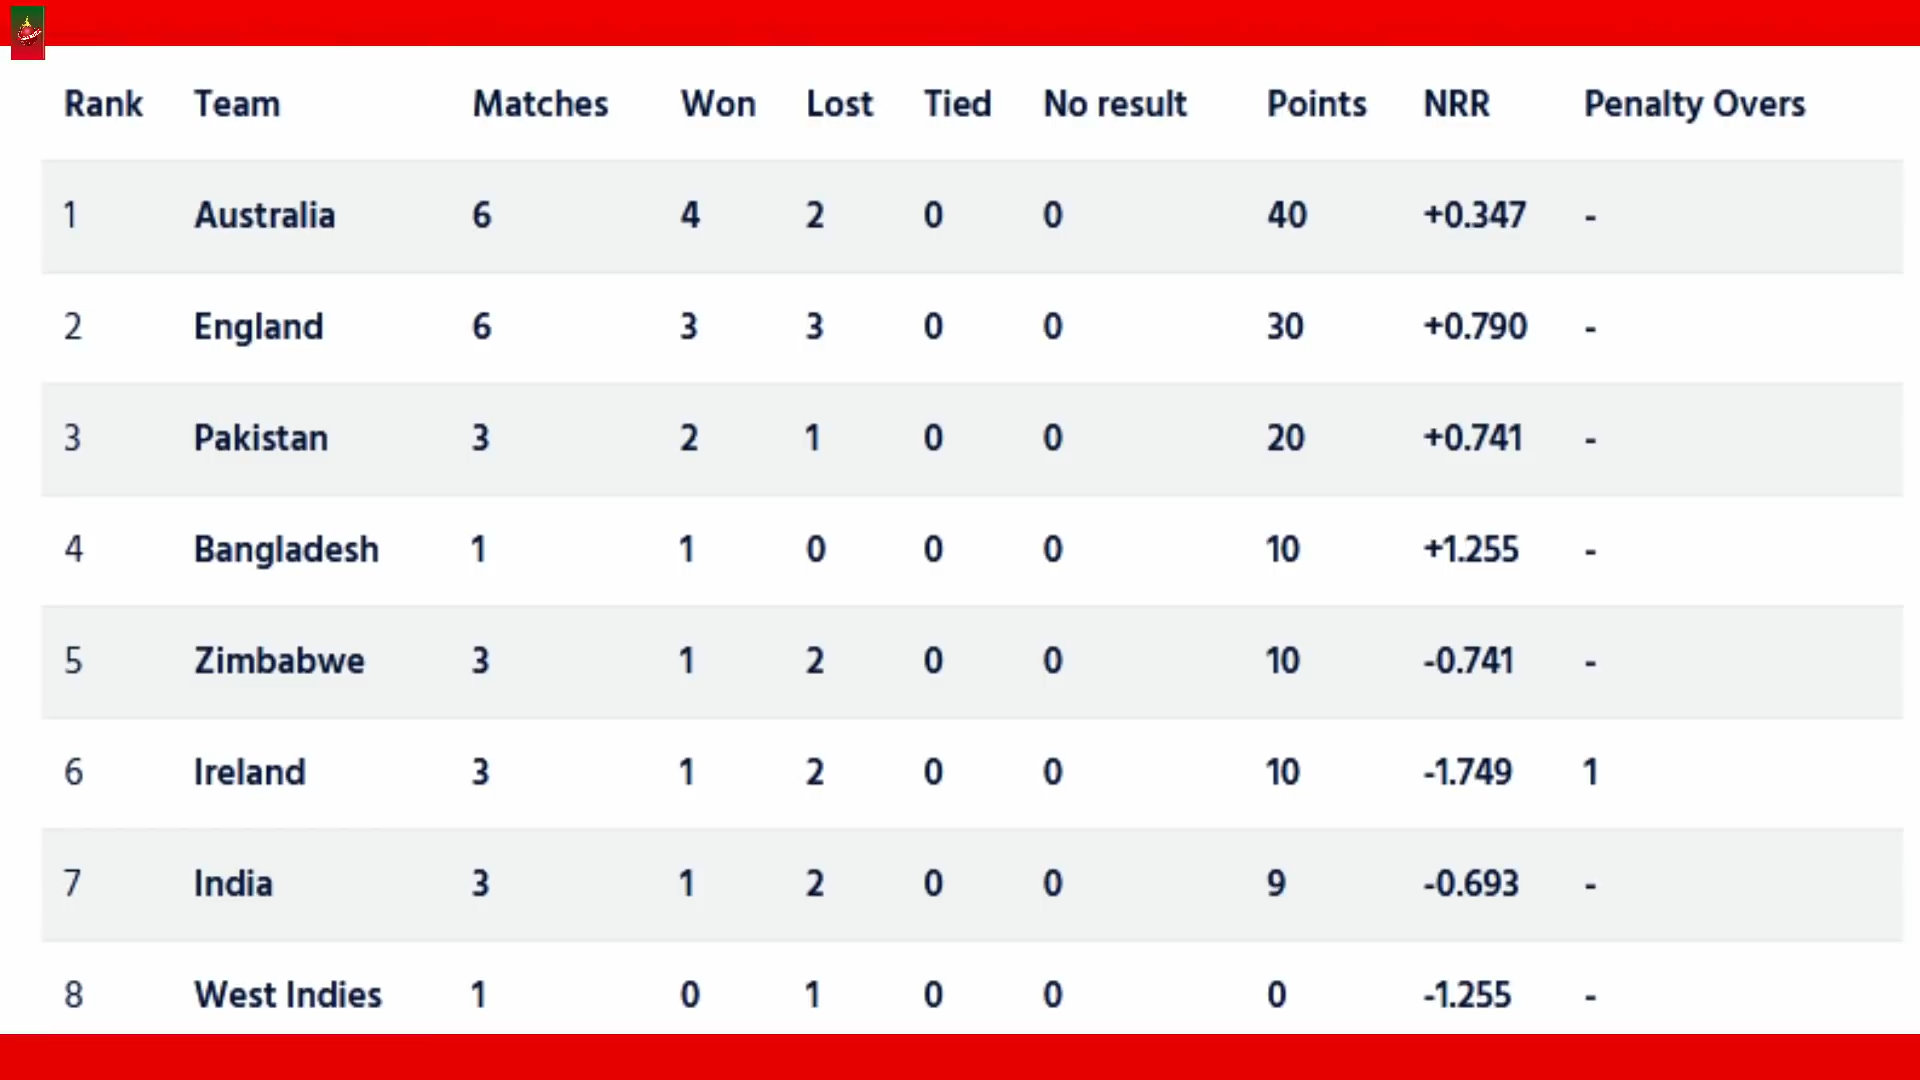 Rank Team Matches Won Lost Tied No result Points NRR Penalty Overs
1 Australia 6 4 2 0 0 40 +0.347 -
2 England 6 3 3 0 0 30 +0.790 -
3 Pakistan 3 2 1 0 0 20 +0.741 -
4 Bangladesh 1 1 0 0 0 10 +1.255 -
5 Zimbabwe 3 1 2 0 0 10 -0.741 -
6 Ireland 3 1 2 0 0 10 -1.749 1
7 India 3 1 2 0 0 9 -0.693 -
8 West Indies 1 0 1 0 0 0 -1.255 -